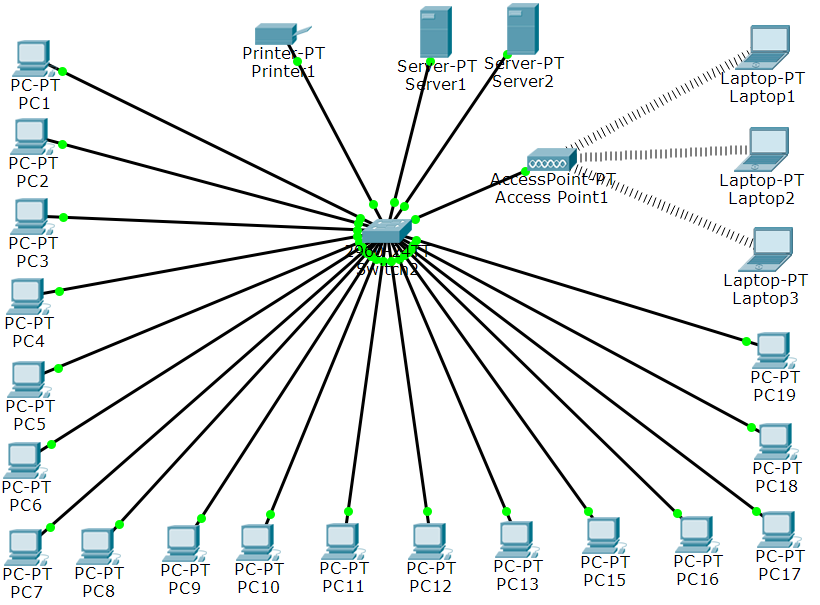 Printer-PT
Printer1
Server-PT
Server1
Server-PT
Server2
Laptop-PT
Laptop1
PC-PT
PC1
PC-PT
PC2
AccessPoint-PT
Access Point1
Laptop-PT
Laptop2
PC-PT
PC3
Switch2
Laptop-PT
Laptop3
PC-PT
PC4
PC-PT
PC5
PC-PT
PC19
PC-PT
PC6
PC-PT
PC18
PC-PT
PC7
PC-PT
PC8
PC-PT
PC9
PC-PT
PC10
PC-PT
PC11
PC-PT
PC12
PC-PT
PC13
PC-PT
PC15
PC-PT
PC16
PC-PT
PC17